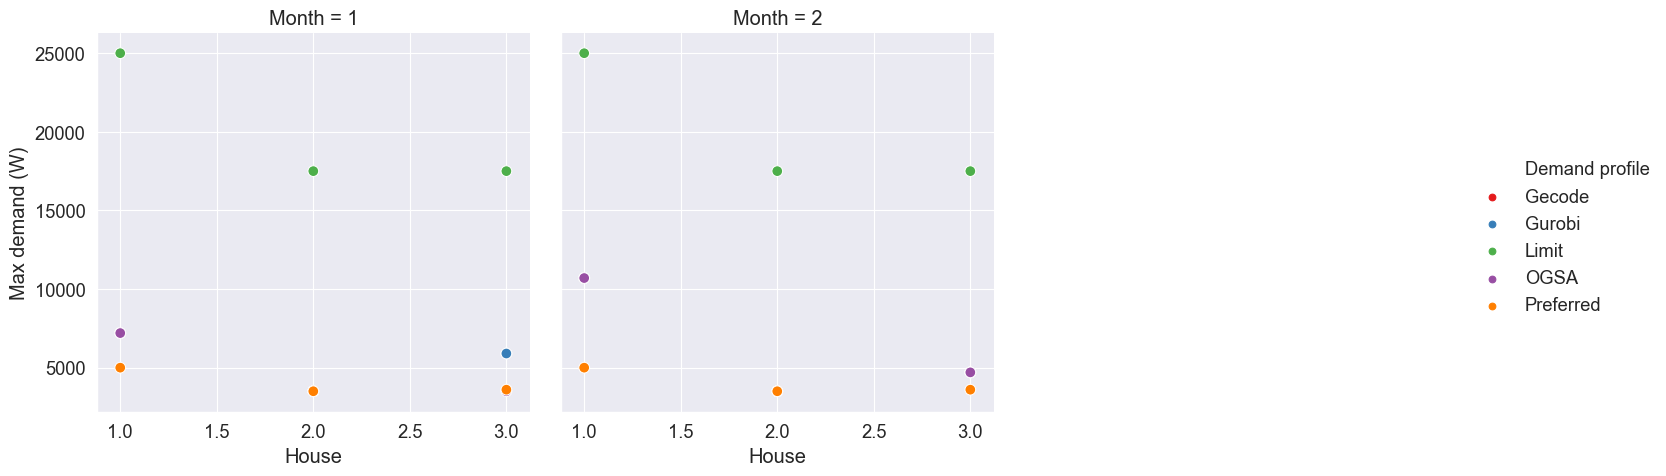 Month = 1
Month = 2
Max demand (W)
25000
20000
15000
10000
5000
1.0 1.5 2.0 2.5 3.0
House
1.0 1.5 2.0 2.5 3.0
House
Demand profile
Gecode
Gurobi
Limit
OGSA
Preferred